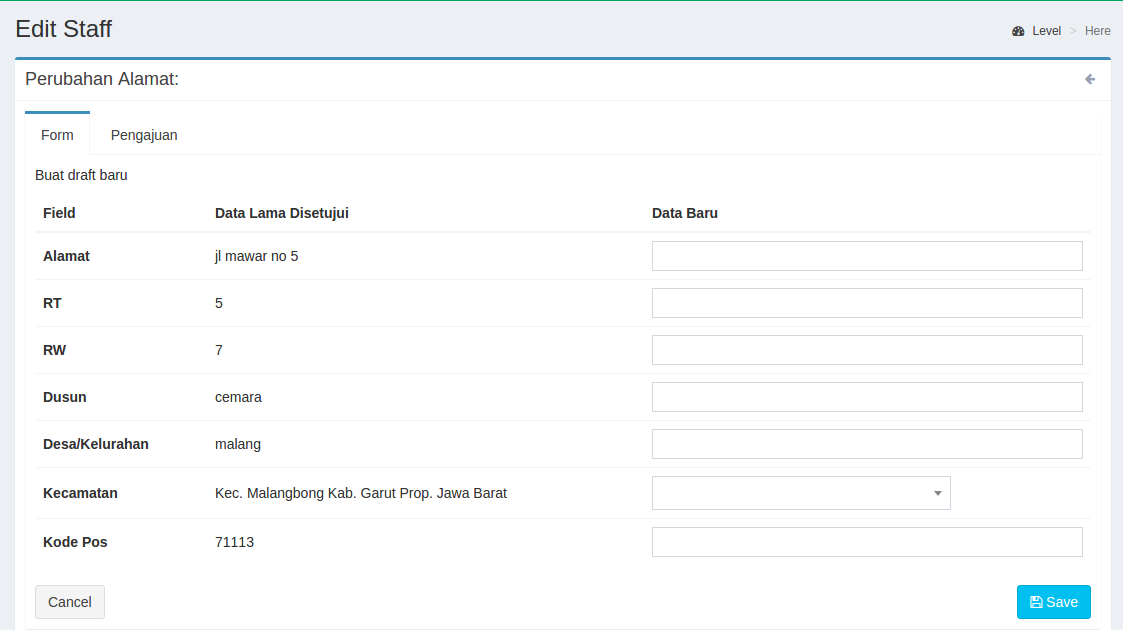 Edit Staff
Level > Here
Perubahan Alamat:
Form Pengajuan
Buat draft baru
Field Data Lama Disetujui Data Baru
Alamat jl mawar no 5
RT 5
RW 7
Dusun cemara
Desa/Kelurahan malang
Kecamatan Kec. Malangbong Kab. Garut Prop. Jawa Barat
Kode Pos 71113
Cancel Save